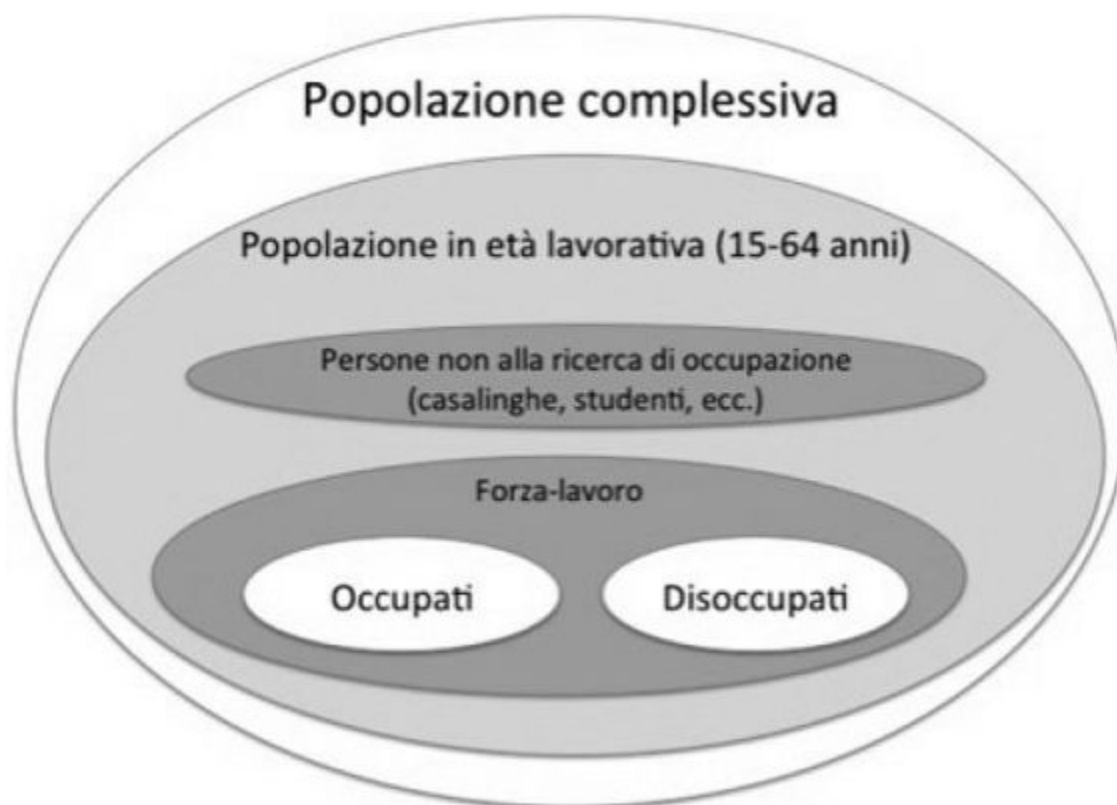 Popolazione complessiva
Popolazione in età lavorativa (15-64 anni)
Persone non alla ricerca di occupazione
(casalinghe, studenti, ecc.)
Forza-lavoro
Occupati
Disoccupati